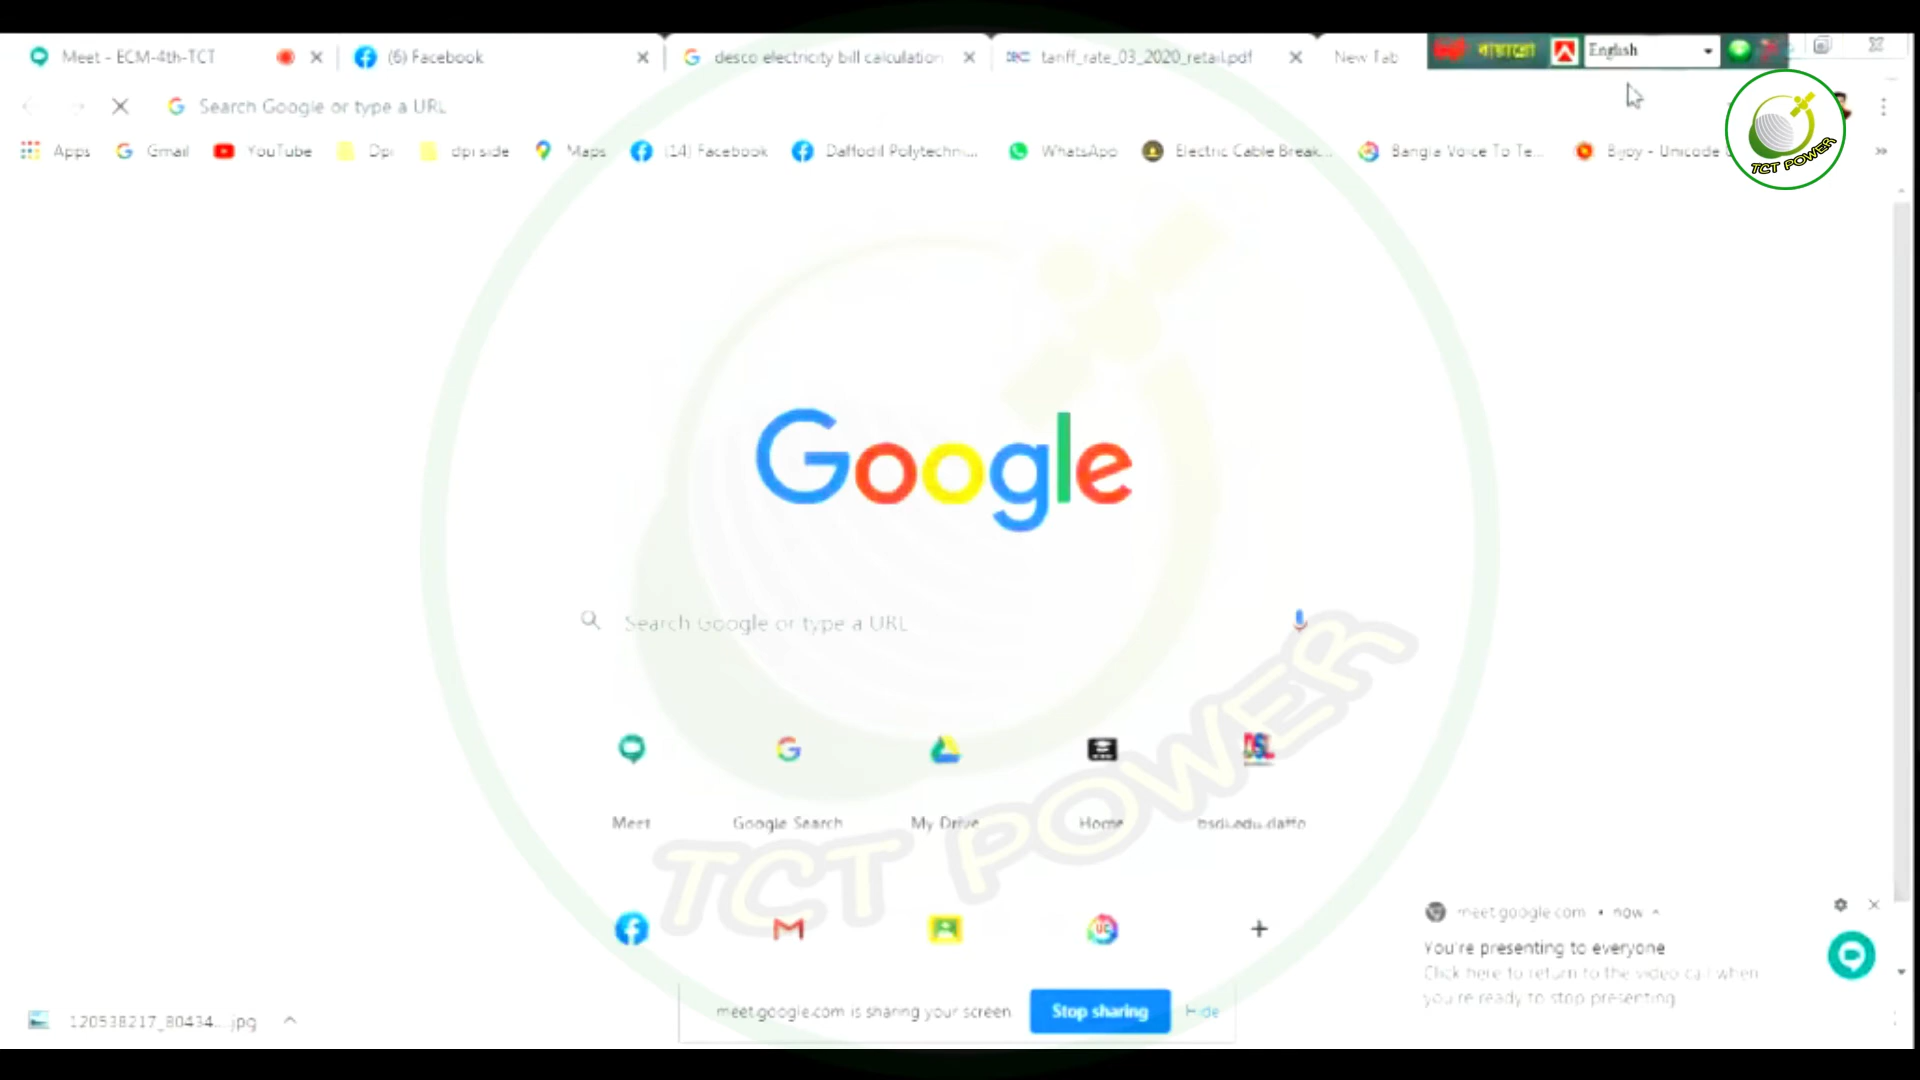 Meet - ECM-4th-TCT
(6) Facebook
desco electricity bill calculation
tariff_rate_03_2020_retail.pdf
New Tab
বায়ান্নো
English
Search Google or type a URL
Apps
Gmail
YouTube
Dpi
dpi side
Maps
(14) Facebook
Daffodil Polytechni...
WhatsApp
Electric Cable Break...
Bangla Voice To Te...
Bijoy - Unicode
»
TCT POWER
Google
Search Google or type a URL
Meet
Google Search
My Drive
Home
bsdi.edu.daffo
TCT POWER
meet.google.com • now
You're presenting to everyone
Click here to return to the video call when
you're ready to stop presenting
meet.google.com is sharing your screen
Stop sharing
Hide
120538217_80434....jpg